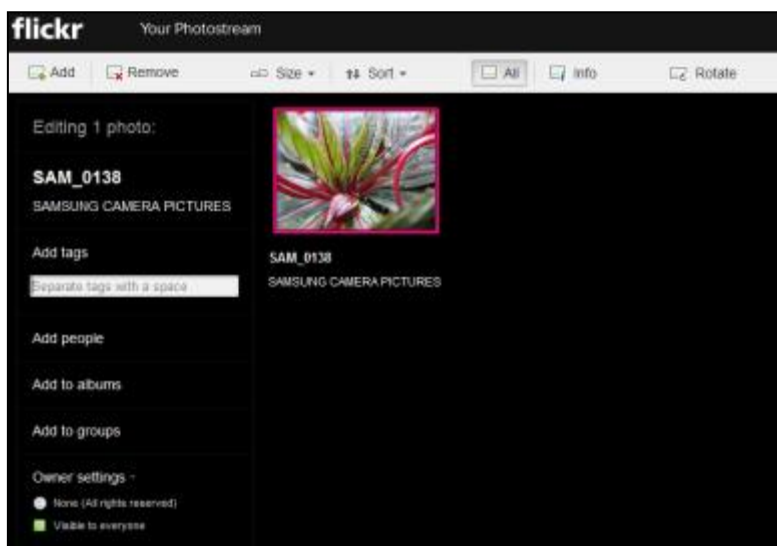 flickr Your Photostream
Add Remove Size Sort All Info Rotate
Editing 1 photo:
SAM_0138
SAMSUNG CAMERA PICTURES
Add tags
Separate tags with a space
SAM_0138
SAMSUNG CAMERA PICTURES
Add people
Add to albums
Add to groups
Owner settings -
None (All rights reserved)
Visible to everyone